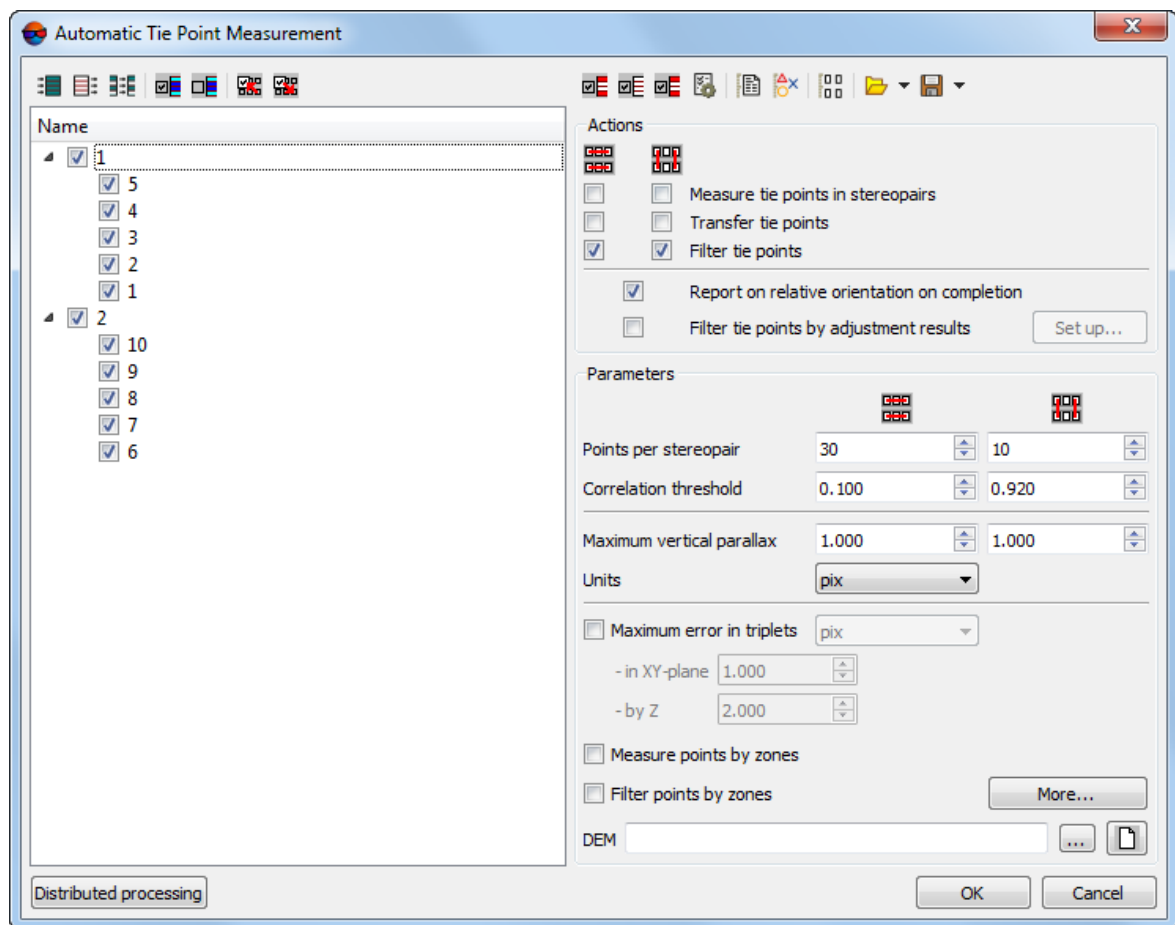 Automatic Tie Point Measurement
Name
1
5
4
3
2
1
2
10
9
8
7
6
Actions
Measure tie points in stereopairs
Transfer tie points
Filter tie points
Report on relative orientation on completion
Filter tie points by adjustment results Set up...
Parameters
Points per stereopair 30 10
Correlation threshold 0.100 0.920
Maximum vertical parallax 1.000 1.000
Units pix
Maximum error in triplets pix
- in XY-plane 1.000
- by Z 2.000
Measure points by zones
Filter points by zones More...
DEM ...
Distributed processing OK Cancel